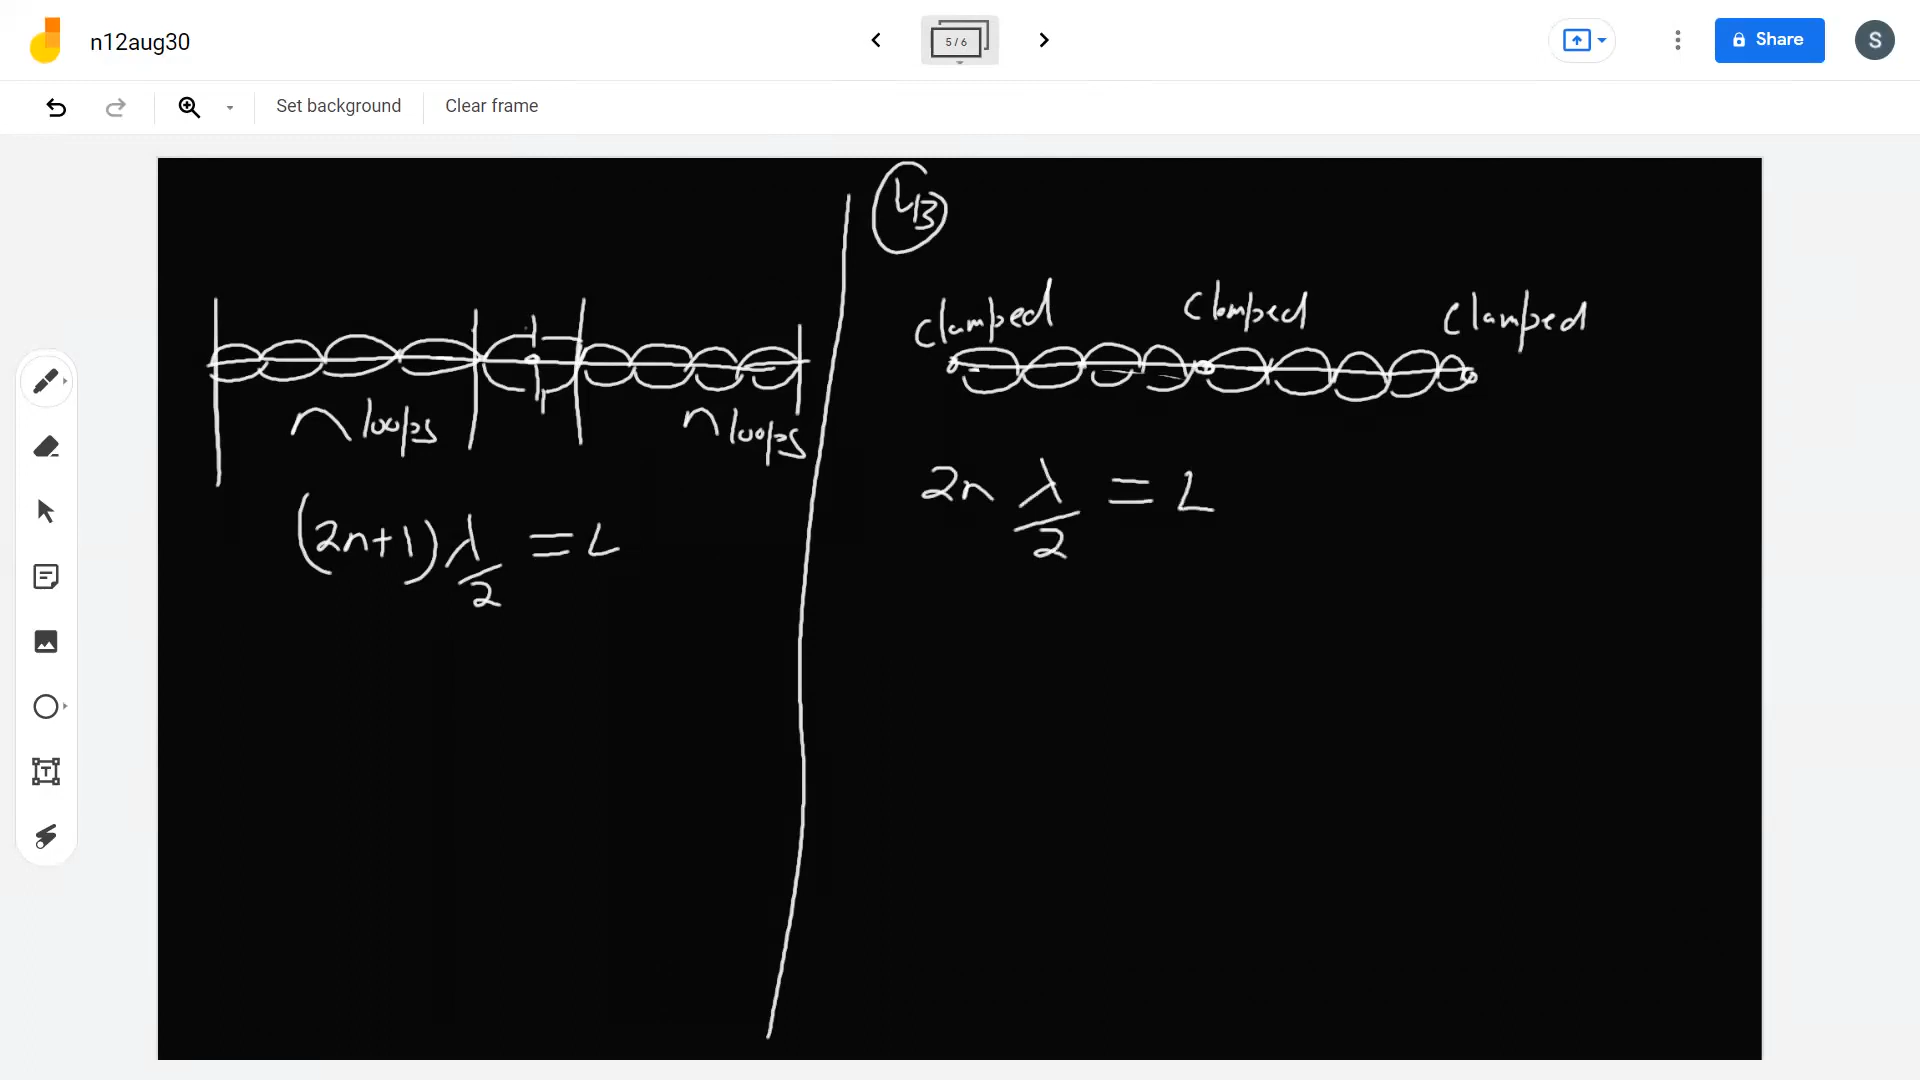 n12aug30
5 / 6
Share
S
Set background
Clear frame
n loops
n loops
(2n+1) λ/2 = L
L13
Clamped
Clamped
Clamped
2n λ/2 = L